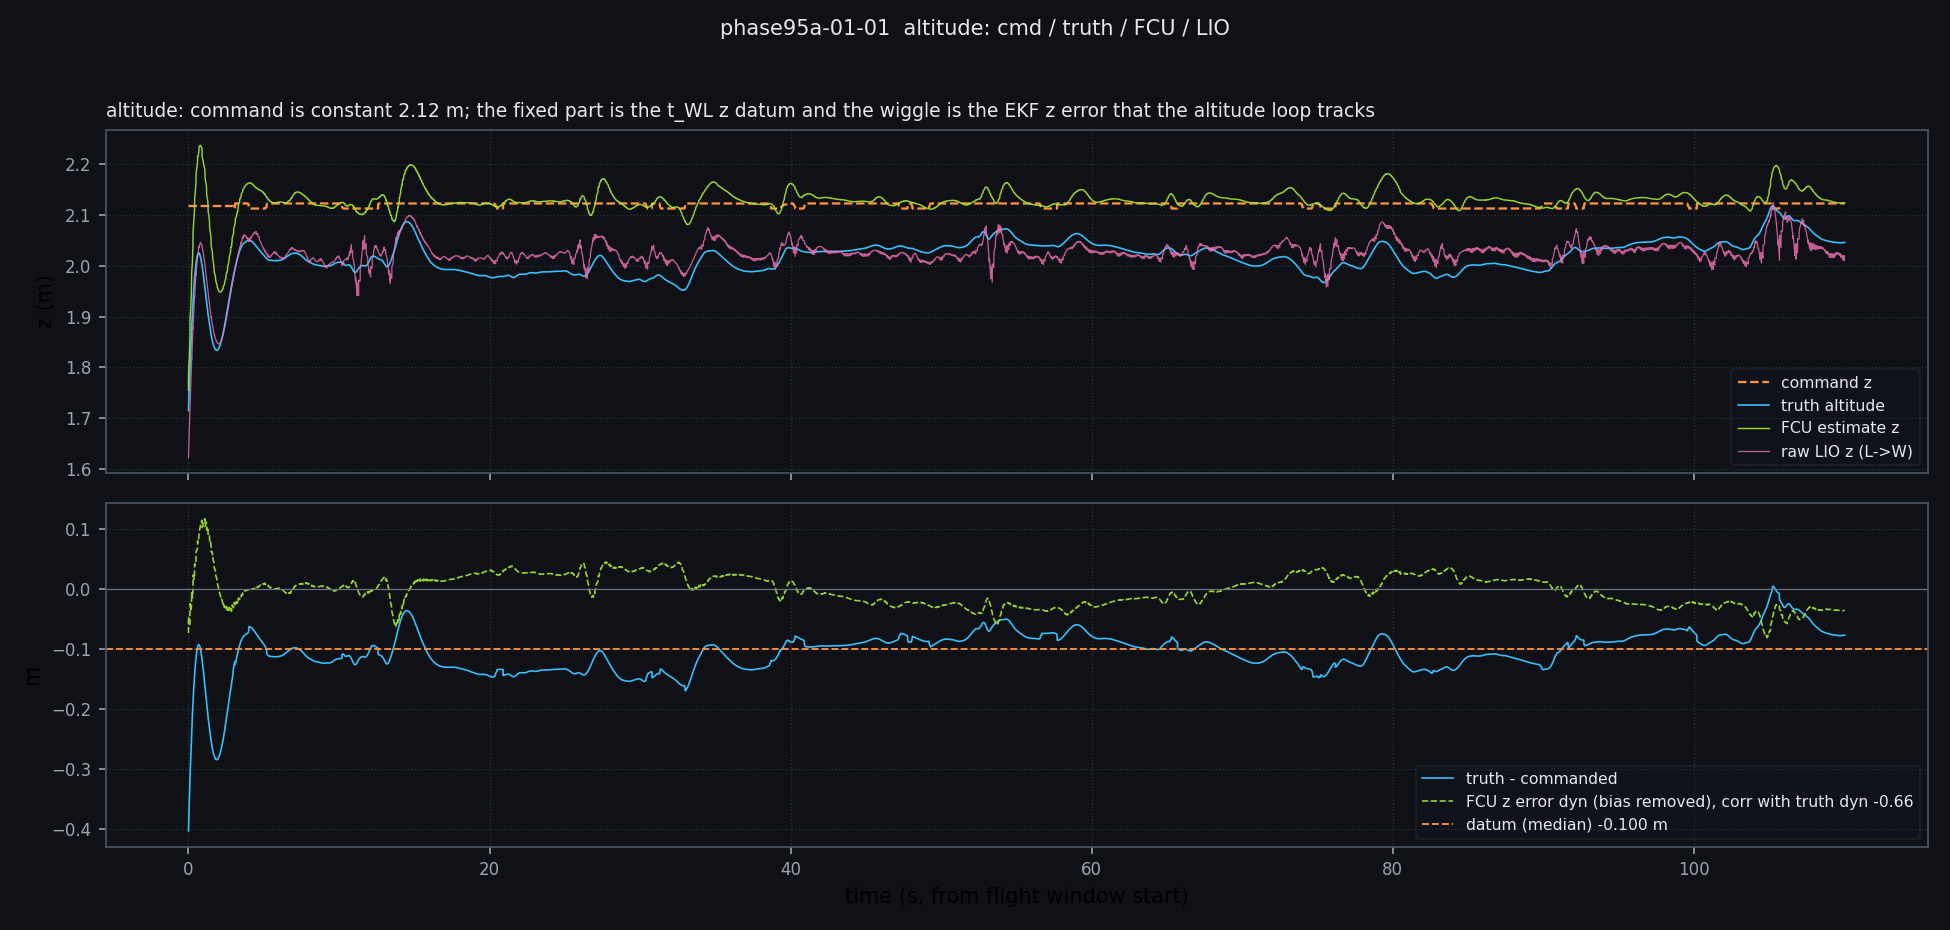 phase95a-01-01  altitude: cmd / truth / FCU / LIO
altitude: command is constant 2.12 m; the fixed part is the t_WL z datum and the wiggle is the EKF z error that the altitude loop tracks
2.2
2.1
2.0
1.9
1.8
1.7
1.6
z (m)
command z
truth altitude
FCU estimate z
raw LIO z (L->W)
0.1
0.0
−0.1
−0.2
−0.3
−0.4
m
truth - commanded
FCU z error dyn (bias removed), corr with truth dyn -0.66
datum (median) -0.100 m
0
20
40
60
80
100
time (s, from flight window start)